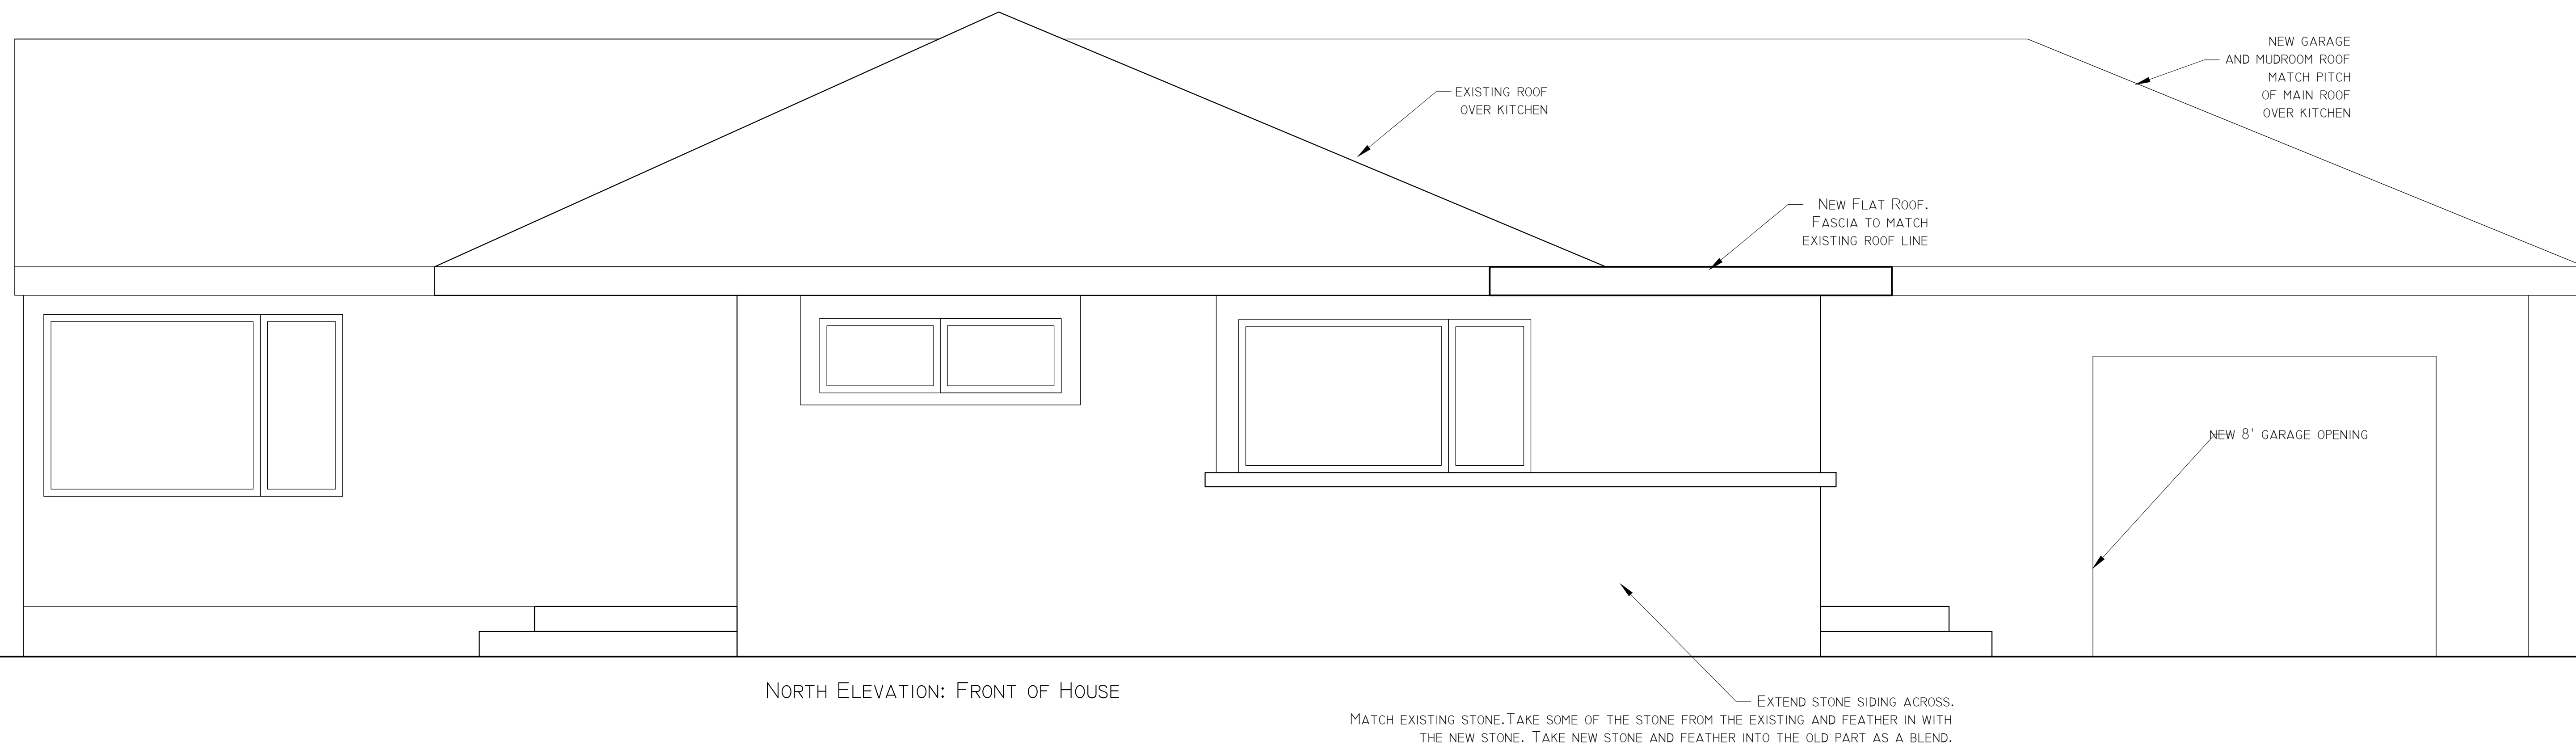 NEW GARAGE
AND MUDROOM ROOF
MATCH PITCH
OF MAIN ROOF
OVER KITCHEN
EXISTING ROOF
OVER KITCHEN
NEW FLAT ROOF.
FASCIA TO MATCH
EXISTING ROOF LINE
NEW 8' GARAGE OPENING
NORTH ELEVATION: FRONT OF HOUSE
EXTEND STONE SIDING ACROSS.
MATCH EXISTING STONE.TAKE SOME OF THE STONE FROM THE EXISTING AND FEATHER IN WITH
THE NEW STONE. TAKE NEW STONE AND FEATHER INTO THE OLD PART AS A BLEND.